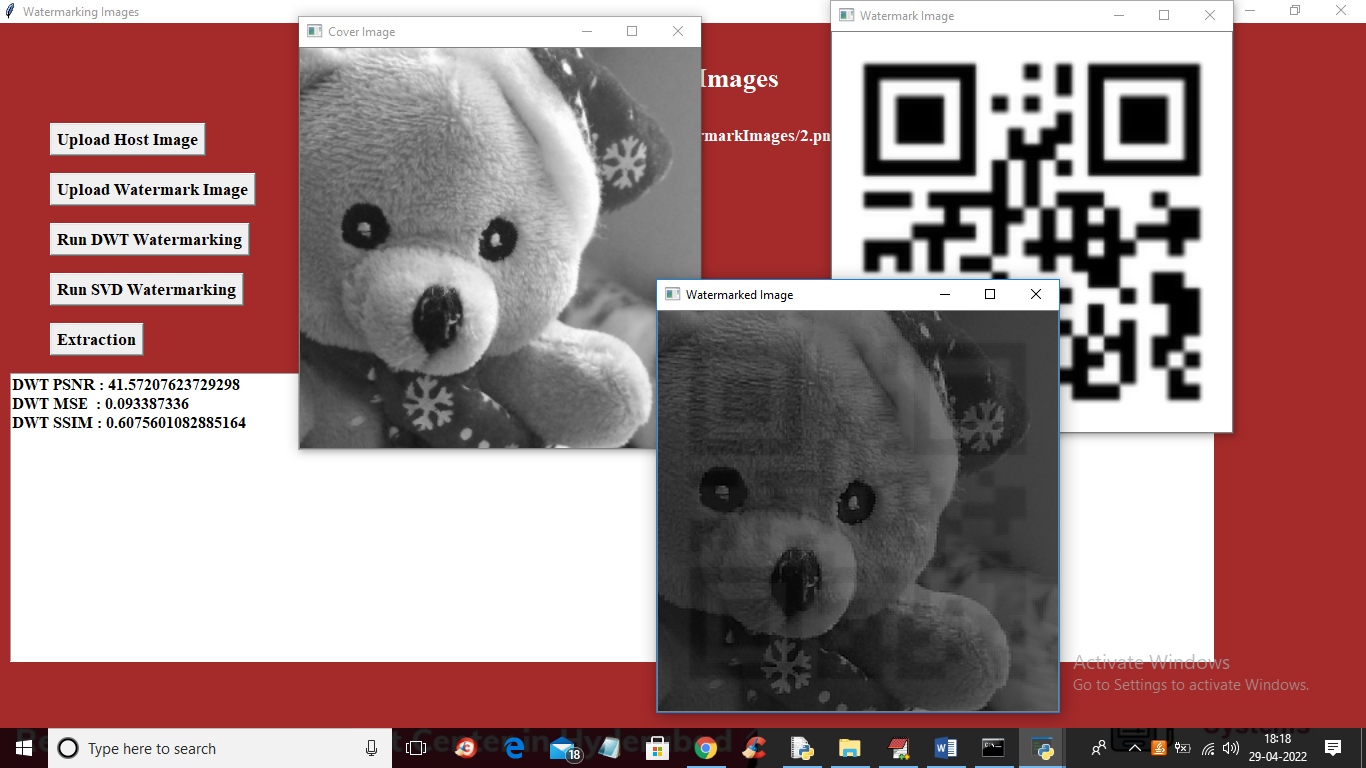 Watermarking Images
Cover Image
Watermark Image
Images
rmarkImages/2.pn
Upload Host Image
Upload Watermark Image
Run DWT Watermarking
Run SVD Watermarking
Extraction
Watermarked Image
DWT PSNR : 41.57207623729298
DWT MSE : 0.093387336
DWT SSIM : 0.6075601082885164
Activate Windows
Go to Settings to activate Windows.
Type here to search
18
18:18
29-04-2022